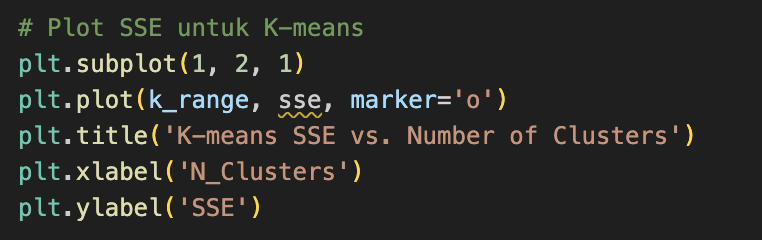 # Plot SSE untuk K-means
plt.subplot(1, 2, 1)
plt.plot(k_range, sse, marker='o')
plt.title('K-means SSE vs. Number of Clusters')
plt.xlabel('N_Clusters')
plt.ylabel('SSE')